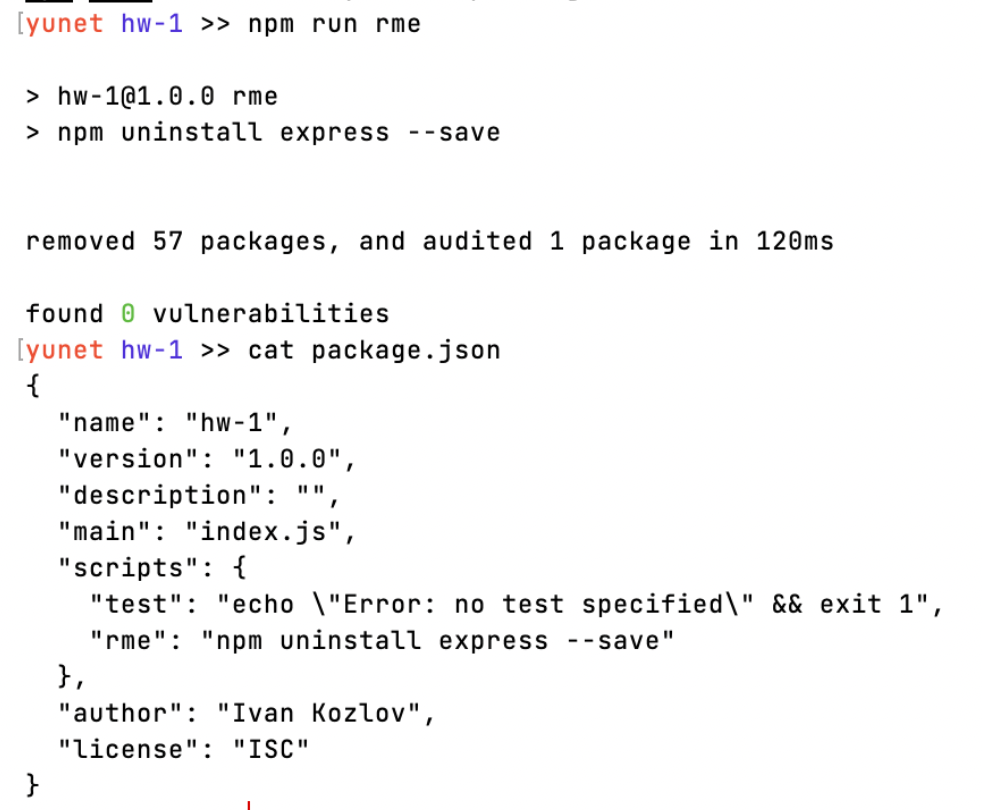 [yunet hw-1 >> npm run rme
> hw-1@1.0.0 rme
> npm uninstall express --save
removed 57 packages, and audited 1 package in 120ms
found 0 vulnerabilities
[yunet hw-1 >> cat package.json
{
  "name": "hw-1",
  "version": "1.0.0",
  "description": "",
  "main": "index.js",
  "scripts": {
    "test": "echo \"Error: no test specified\" && exit 1",
    "rme": "npm uninstall express --save"
  },
  "author": "Ivan Kozlov",
  "license": "ISC"
}